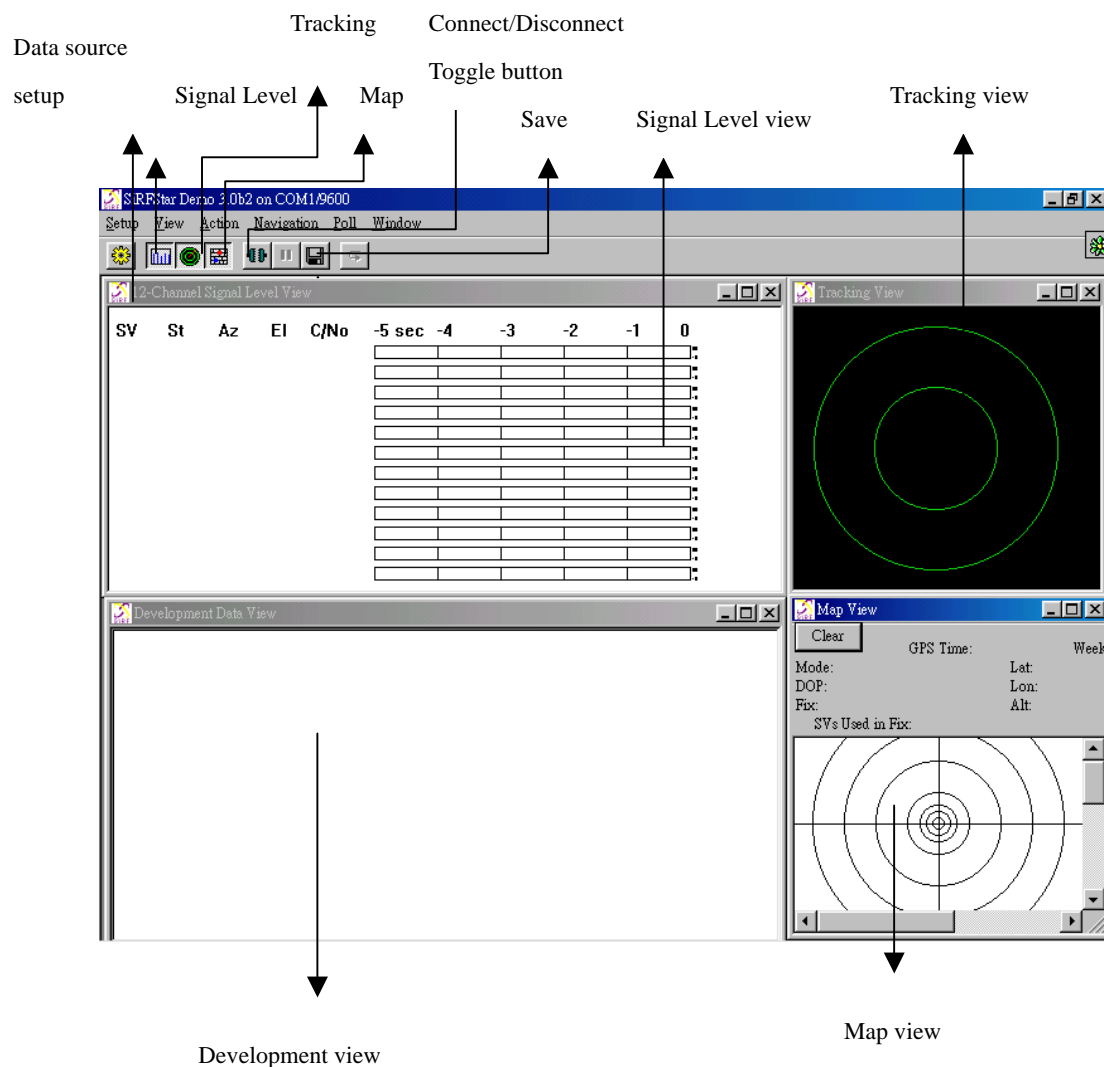 Tracking Connect/Disconnect
Data source
Toggle button
setup Signal Level Map Tracking view
Save Signal Level view
SiRFStar Demo 3.0b2 on COM1/9600
Setup View Action Navigation Poll Window
12-Channel Signal Level View
Tracking View
SV St Az El C/No -5 sec -4 -3 -2 -1 0
Development Data View
Map View
Clear
GPS Time: Week
Mode: Lat:
DOP: Lon:
Fix: Alt:
SVs Used in Fix:
Map view
Development view